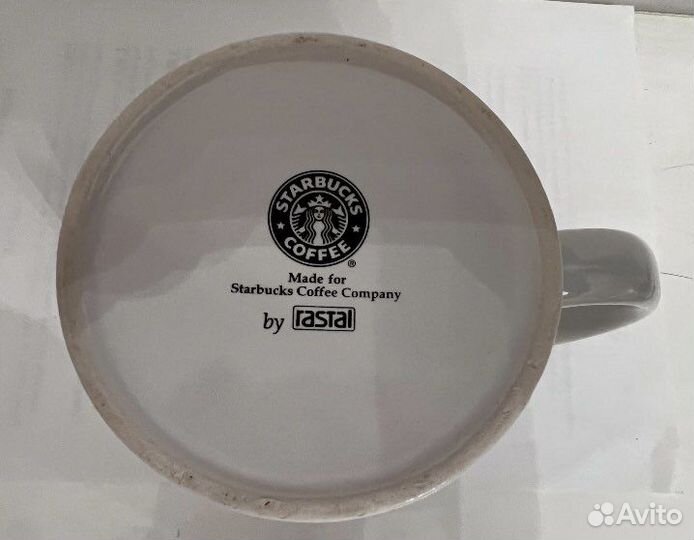 STARBUCKS
COFFEE
®
Made for
Starbucks Coffee Company
by rastal
Avito